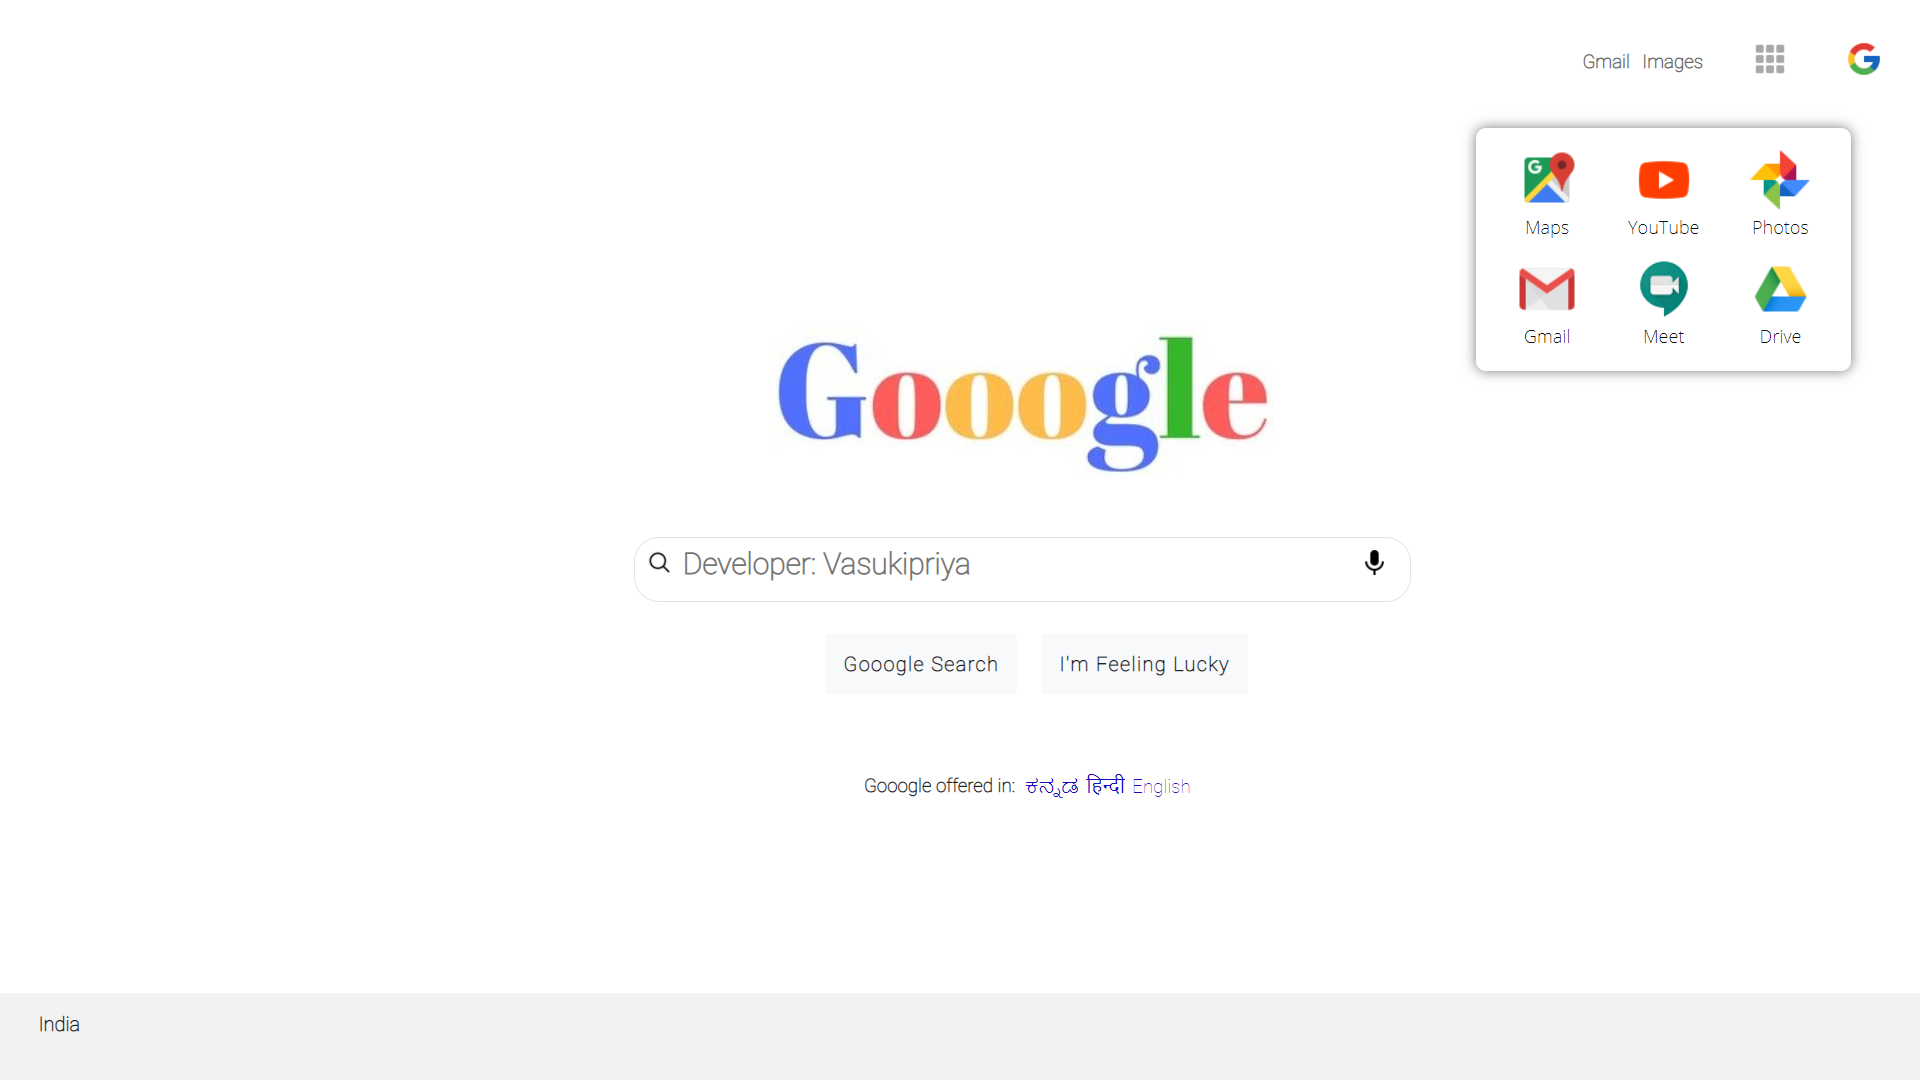 Gmail Images
Maps YouTube Photos
Gmail Meet Drive
Gooogle
Developer: Vasukipriya
Gooogle Search I'm Feeling Lucky
Gooogle offered in: ಕನ್ನಡ हिन्दी English
India